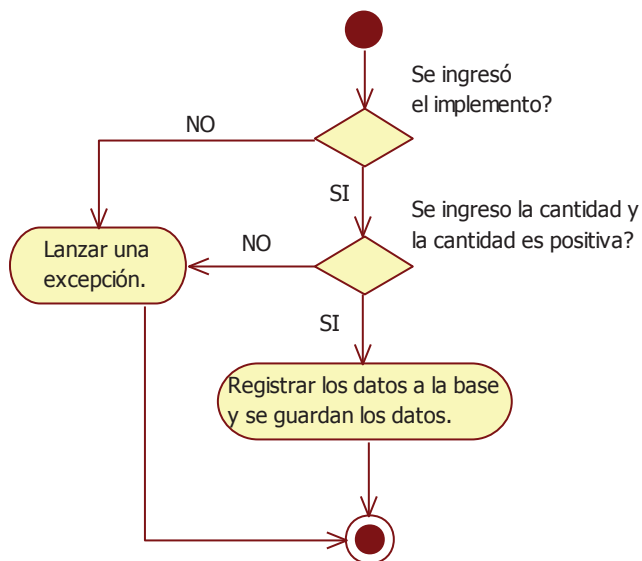 Se ingresó
el implemento?
NO
SI
Se ingreso la cantidad y
la cantidad es positiva?
NO
Lanzar una
excepción.
SI
Registrar los datos a la base
y se guardan los datos.